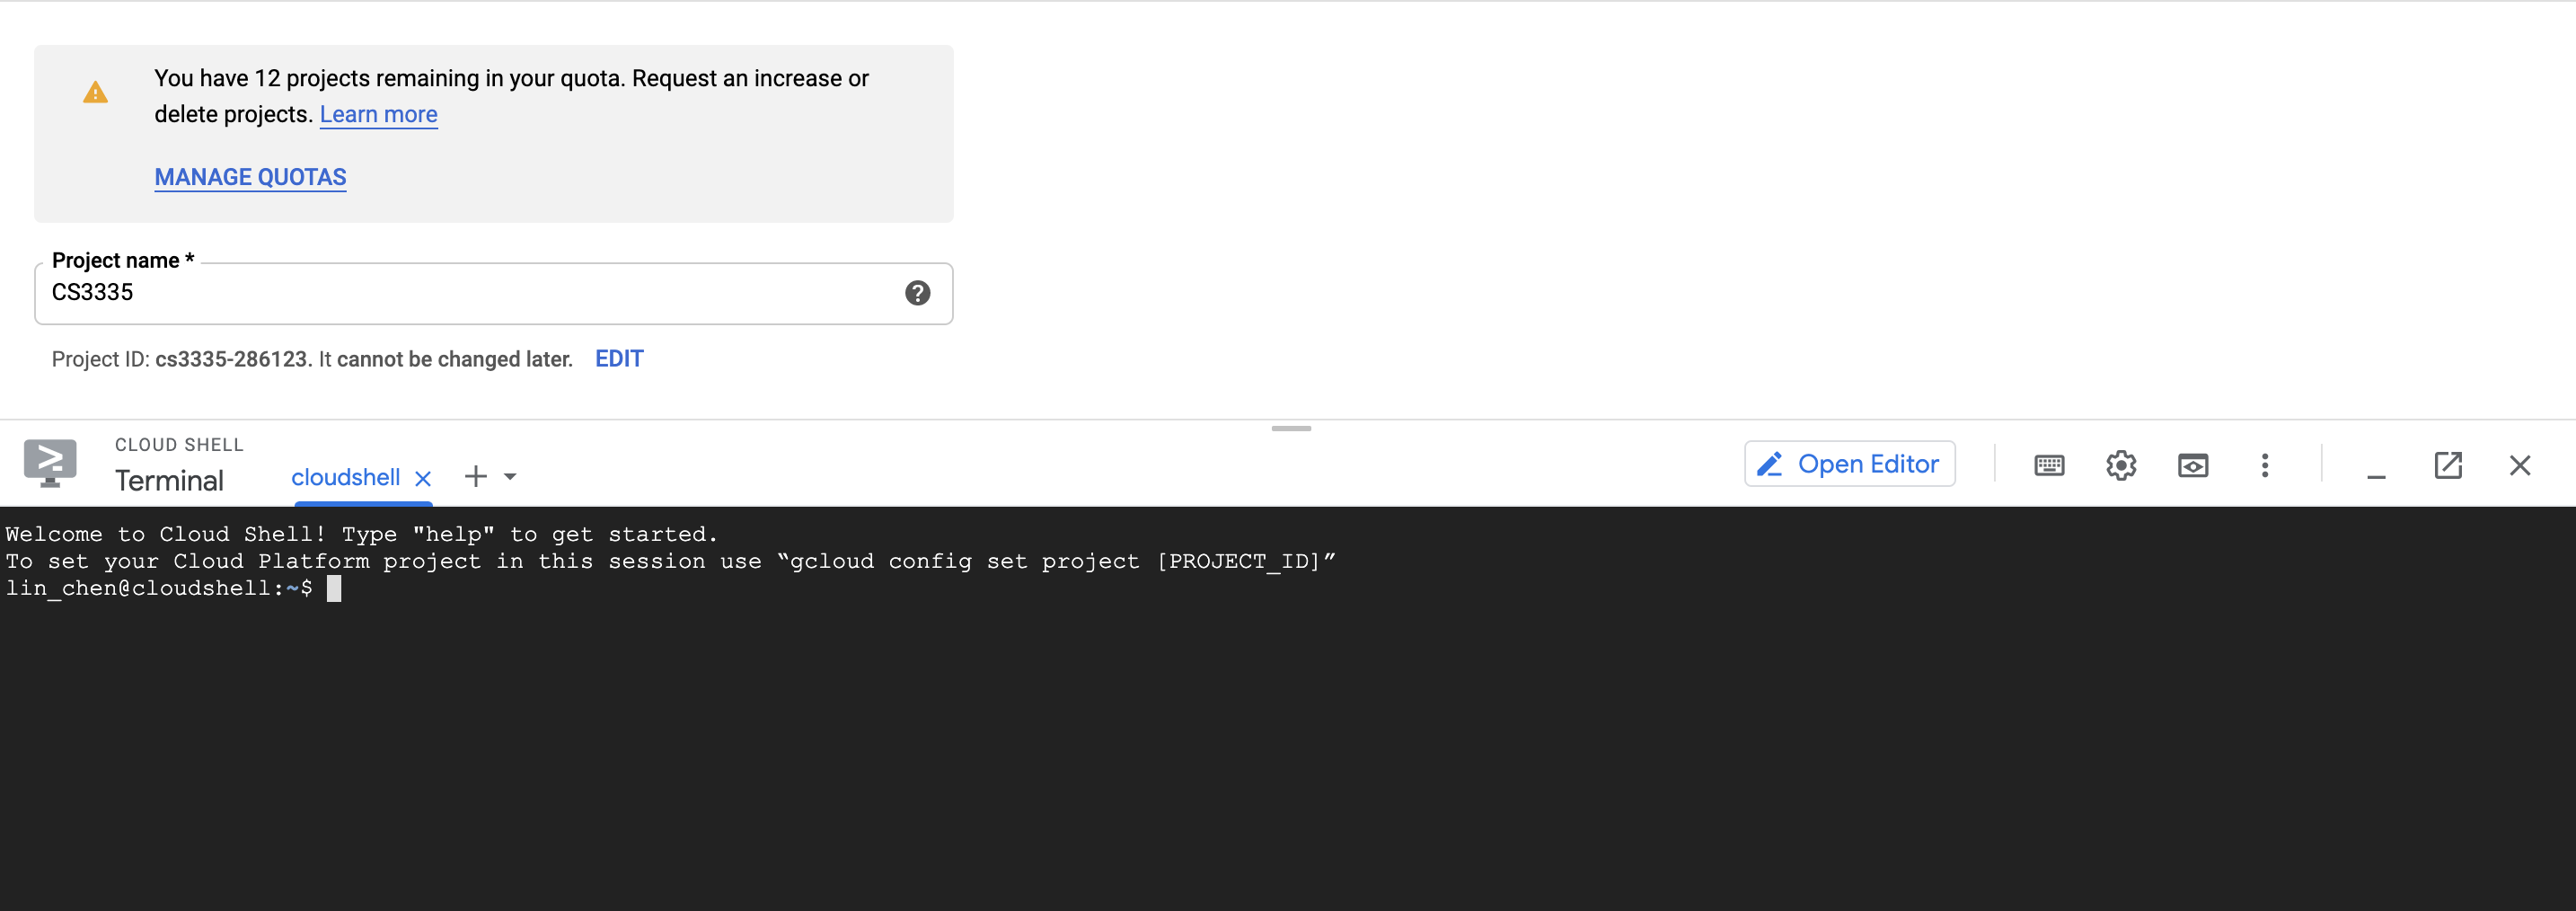 You have 12 projects remaining in your quota. Request an increase or
delete projects. Learn more
MANAGE QUOTAS
Project name *
CS3335
Project ID: cs3335-286123. It cannot be changed later. EDIT
CLOUD SHELL
Terminal
cloudshell
Open Editor
Welcome to Cloud Shell! Type "help" to get started.
To set your Cloud Platform project in this session use “gcloud config set project [PROJECT_ID]”
lin_chen@cloudshell:~$